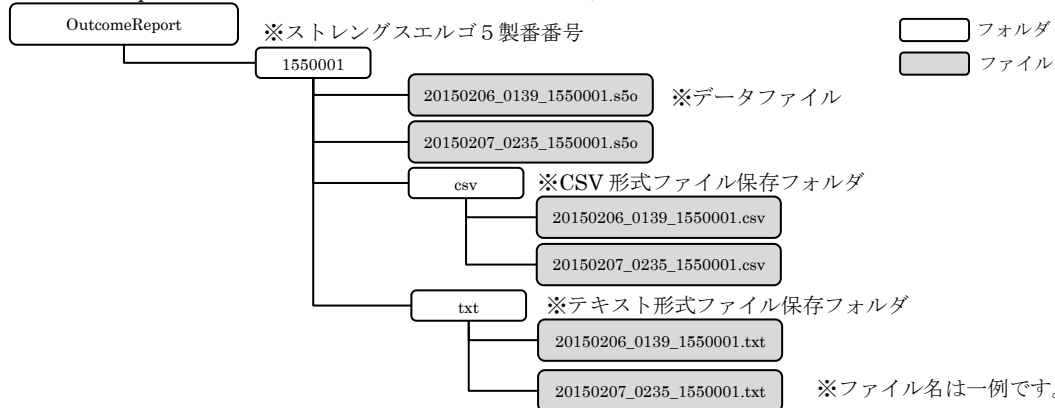 OutcomeReport
※ストレングスエルゴ５製番番号
フォルダ
1550001
ファイル
20150206_0139_1550001.s5o
※データファイル
20150207_0235_1550001.s5o
csv
※CSV 形式ファイル保存フォルダ
20150206_0139_1550001.csv
20150207_0235_1550001.csv
txt
※テキスト形式ファイル保存フォルダ
20150206_0139_1550001.txt
20150207_0235_1550001.txt
※ファイル名は一例です。